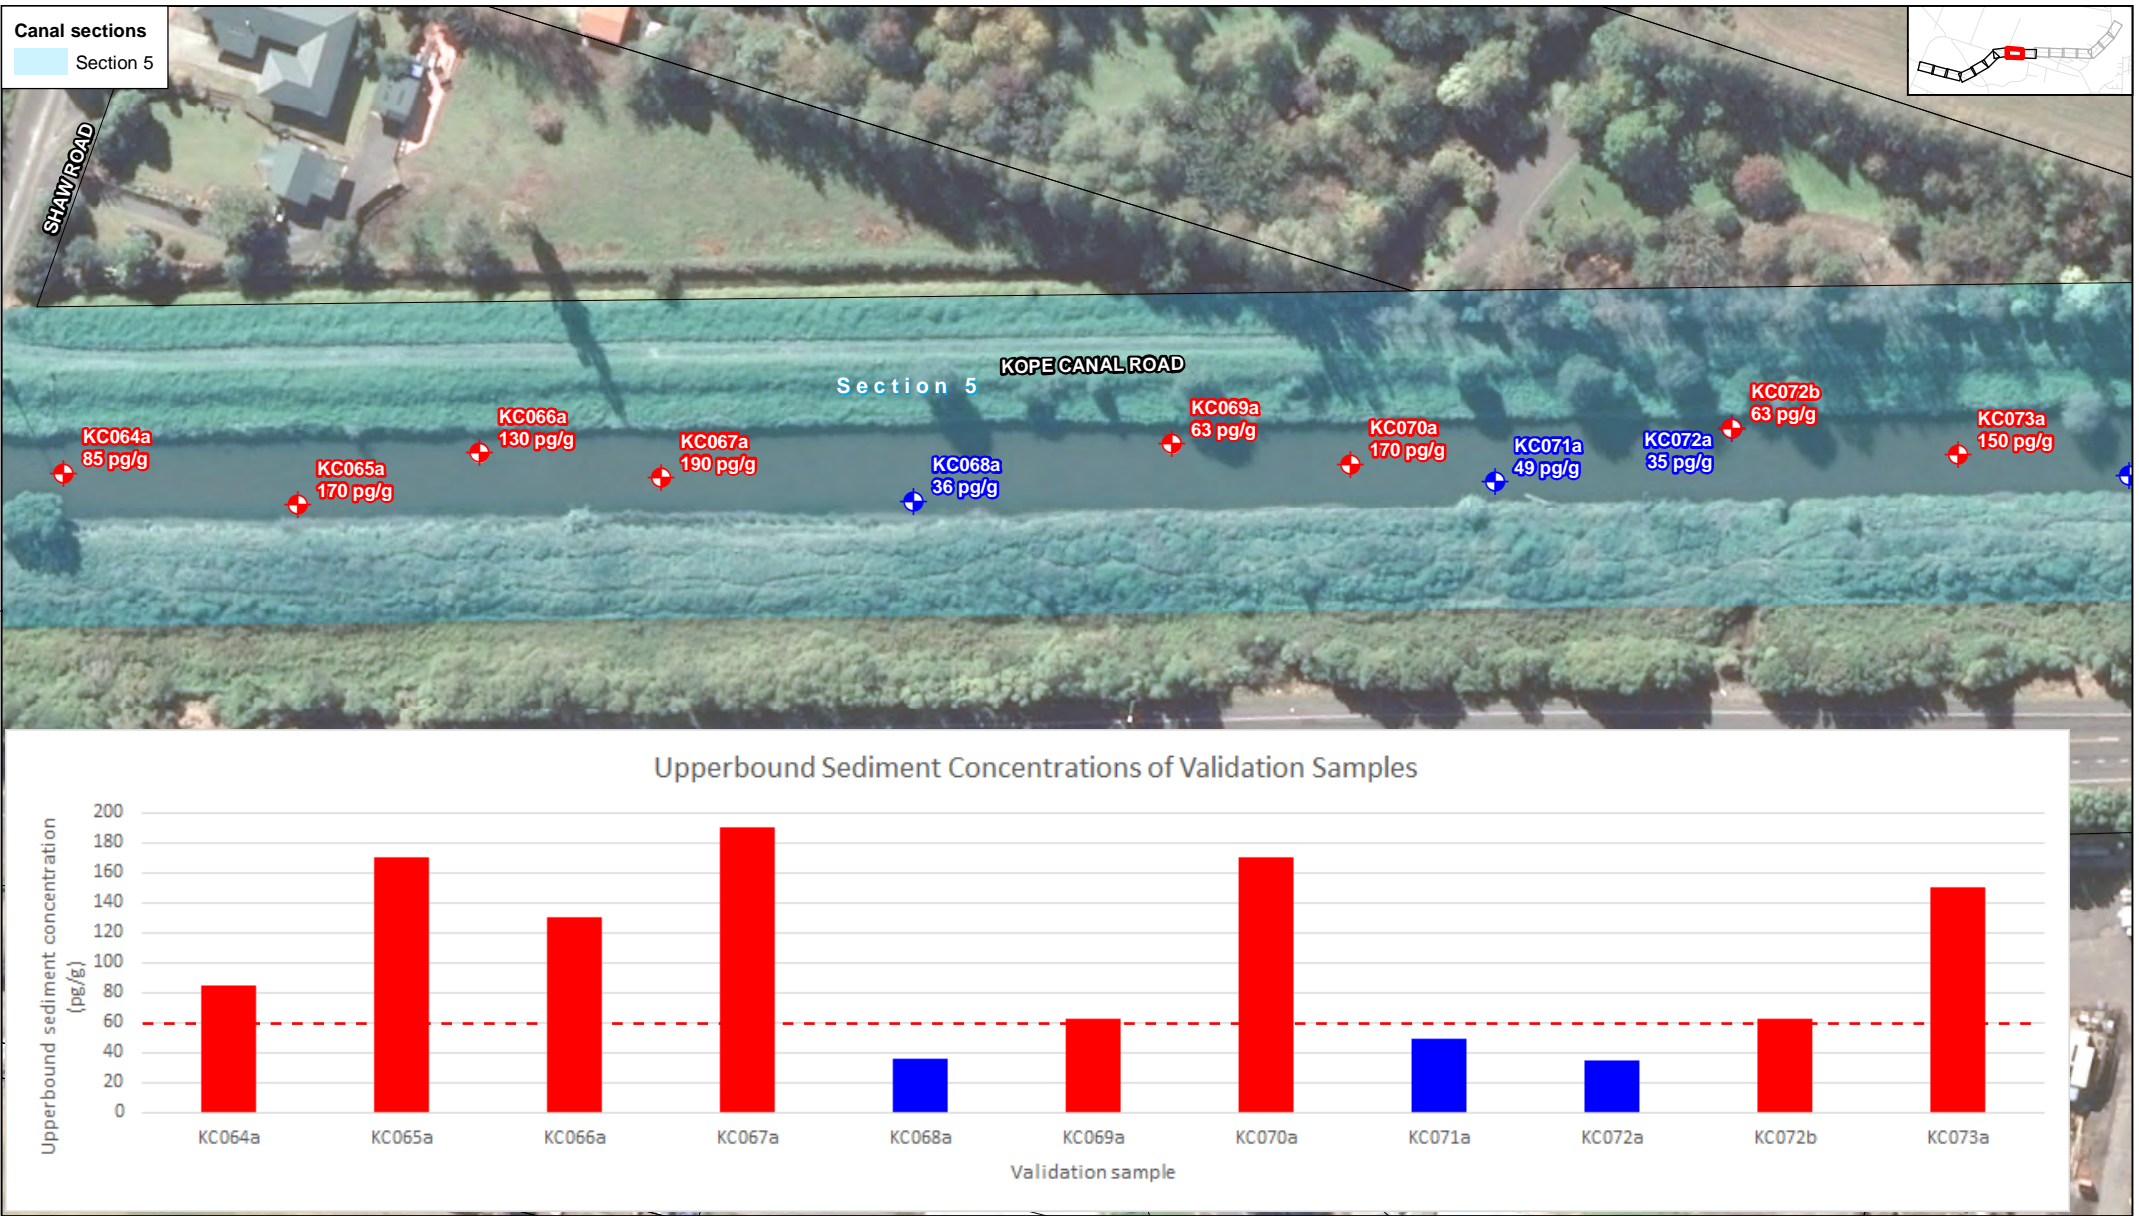 Canal sections
Section 5
SHAW ROAD
KOPE CANAL ROAD
Section 5
KC064a
85 pg/g
KC065a
170 pg/g
KC066a
130 pg/g
KC067a
190 pg/g
KC068a
36 pg/g
KC069a
63 pg/g
KC070a
170 pg/g
KC071a
49 pg/g
KC072a
35 pg/g
KC072b
63 pg/g
KC073a
150 pg/g
Upperbound Sediment Concentrations of Validation Samples
Upperbound sediment concentration
(pg/g)
200
180
160
140
120
100
80
60
40
20
0
KC064a KC065a KC066a KC067a KC068a KC069a KC070a KC071a KC072a KC072b KC073a
Validation sample